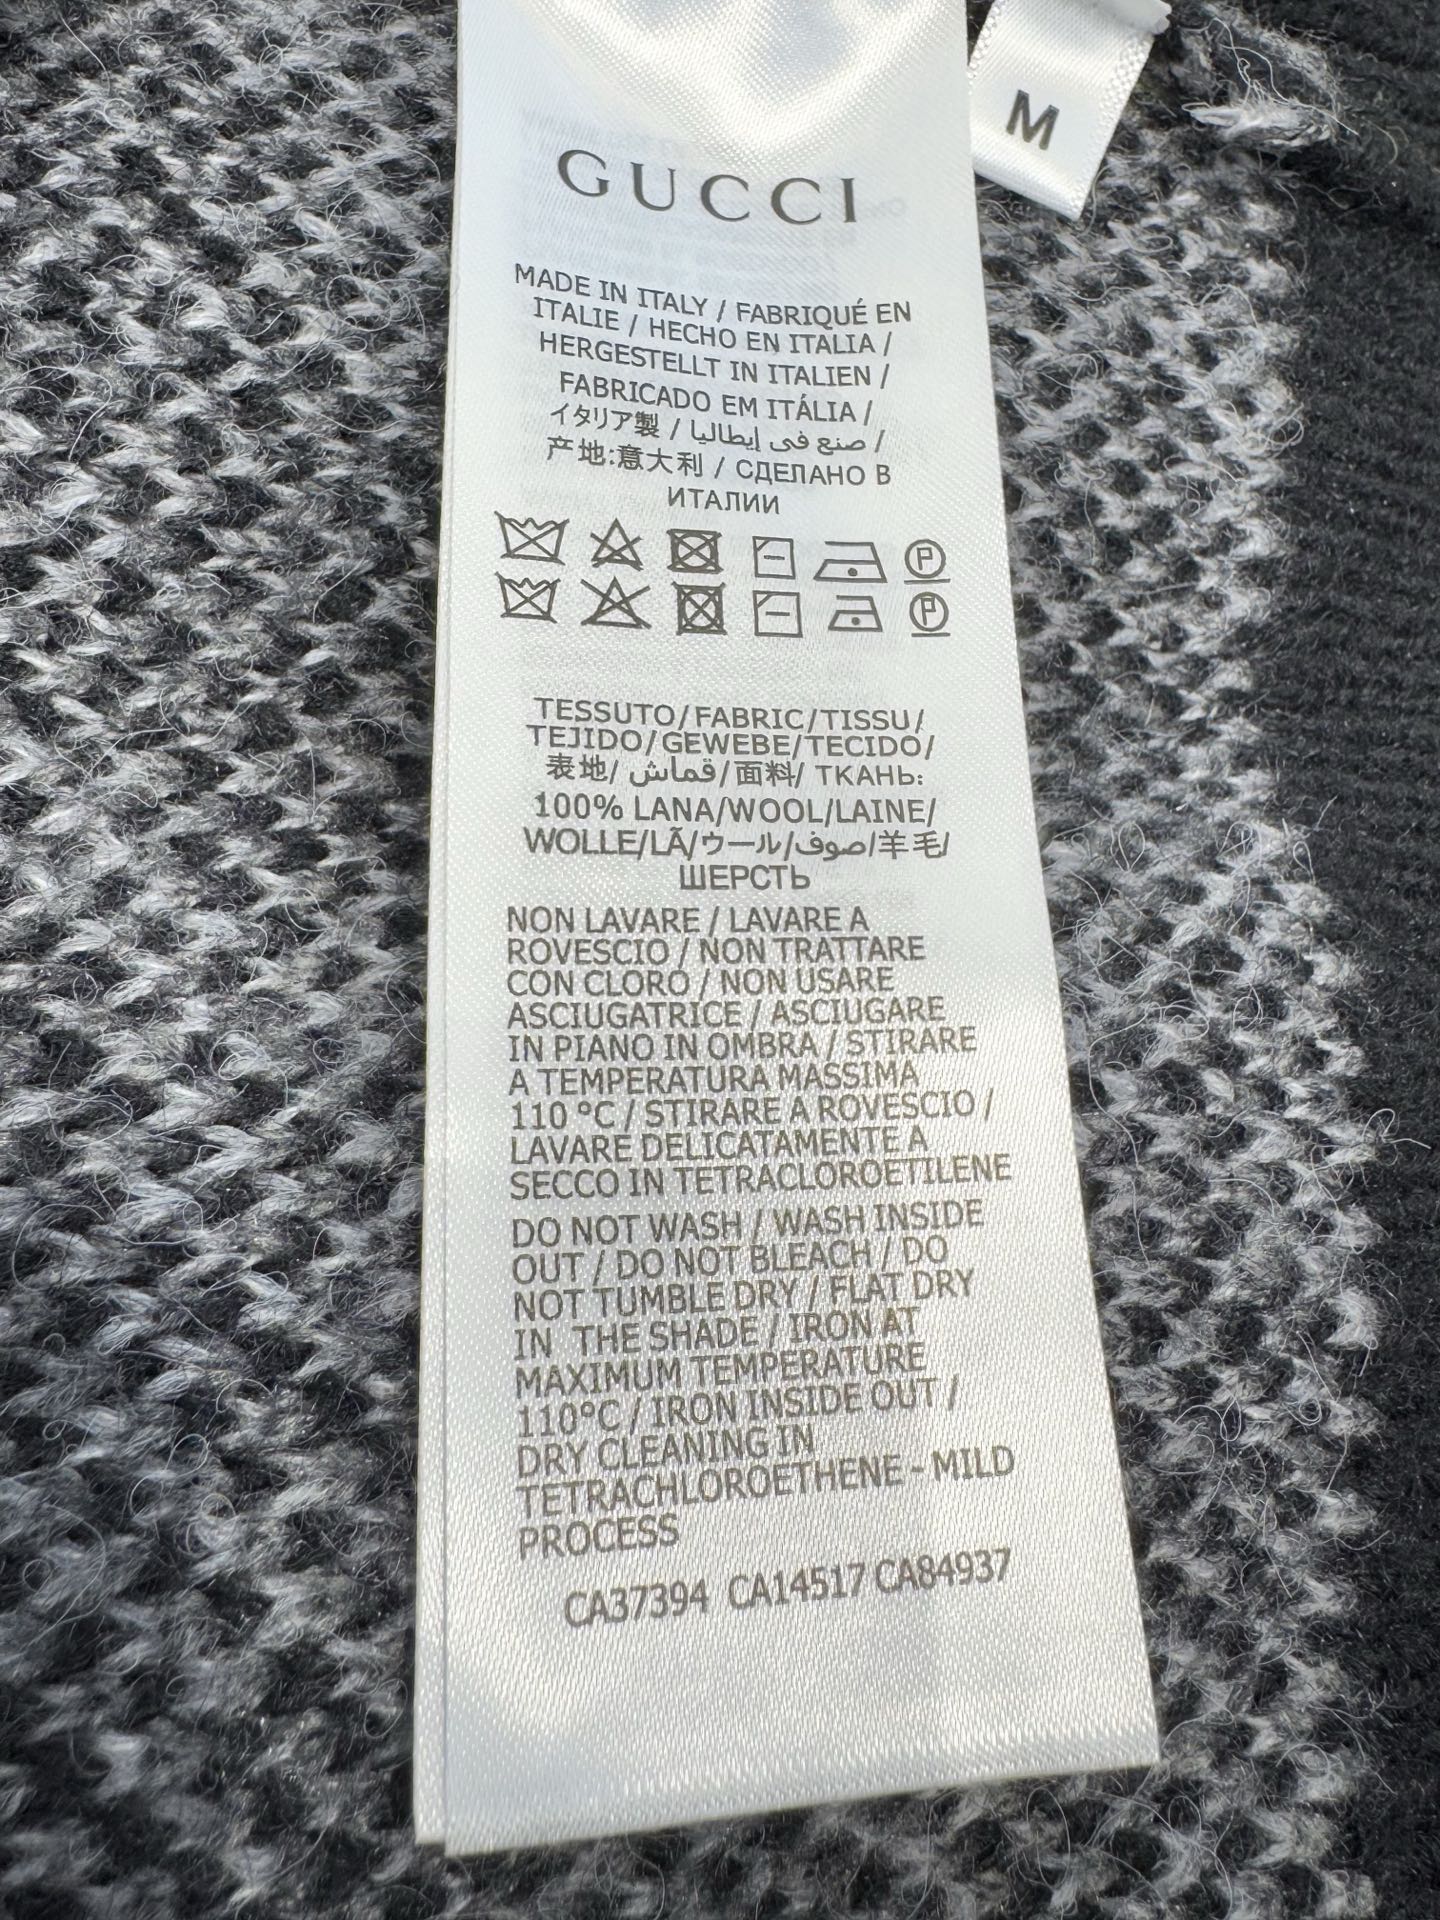 M
GUCCI
MADE IN ITALY / FABRIQUÉ EN
ITALIE / HECHO EN ITALIA /
HERGESTELLT IN ITALIEN /
FABRICADO EM ITÁLIA /
イタリア製 / صنع في إيطاليا /
产地:意大利 / СДЕЛАНО В
ИТАЛИИ
P
P
TESSUTO/FABRIC/TISSU/
TEJIDO/GEWEBE/TECIDO/
表地/ قماش /面料/ ТКАНЬ:
100% LANA/WOOL/LAINE/
WOLLE/LÃ/ウール/صوف/羊毛/
ШЕРСТЬ
NON LAVARE / LAVARE A
ROVESCIO / NON TRATTARE
CON CLORO / NON USARE
ASCIUGATRICE / ASCIUGARE
IN PIANO IN OMBRA / STIRARE
A TEMPERATURA MASSIMA
110 °C / STIRARE A ROVESCIO /
LAVARE DELICATAMENTE A
SECCO IN TETRACLOROETILENE
DO NOT WASH / WASH INSIDE
OUT / DO NOT BLEACH / DO
NOT TUMBLE DRY / FLAT DRY
IN THE SHADE / IRON AT
MAXIMUM TEMPERATURE
110°C / IRON INSIDE OUT /
DRY CLEANING IN
TETRACHLOROETHENE - MILD
PROCESS
CA37394 CA14517 CA84937